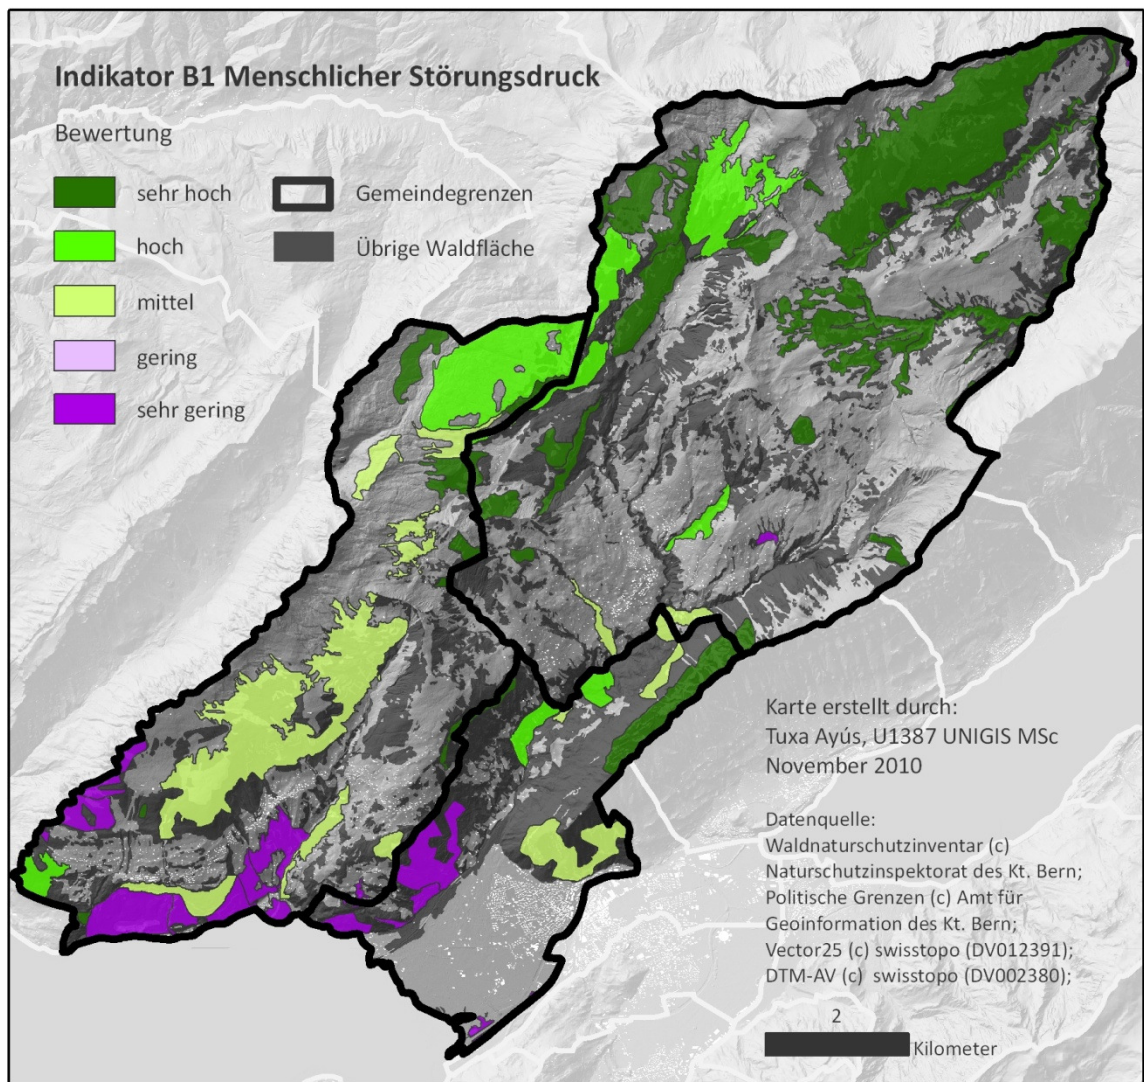 Indikator B1 Menschlicher Störungsdruck
Bewertung
sehr hoch
hoch
mittel
gering
sehr gering
Gemeindegrenzen
Übrige Waldfläche
Karte erstellt durch:
Tuxa Ayús, U1387 UNIGIS MSc
November 2010
Datenquelle:
Waldnaturschutzinventar (c)
Naturschutzinspektorat des Kt. Bern;
Politische Grenzen (c) Amt für
Geoinformation des Kt. Bern;
Vector25 (c) swisstopo (DV012391);
DTM-AV (c) swisstopo (DV002380);
2
Kilometer